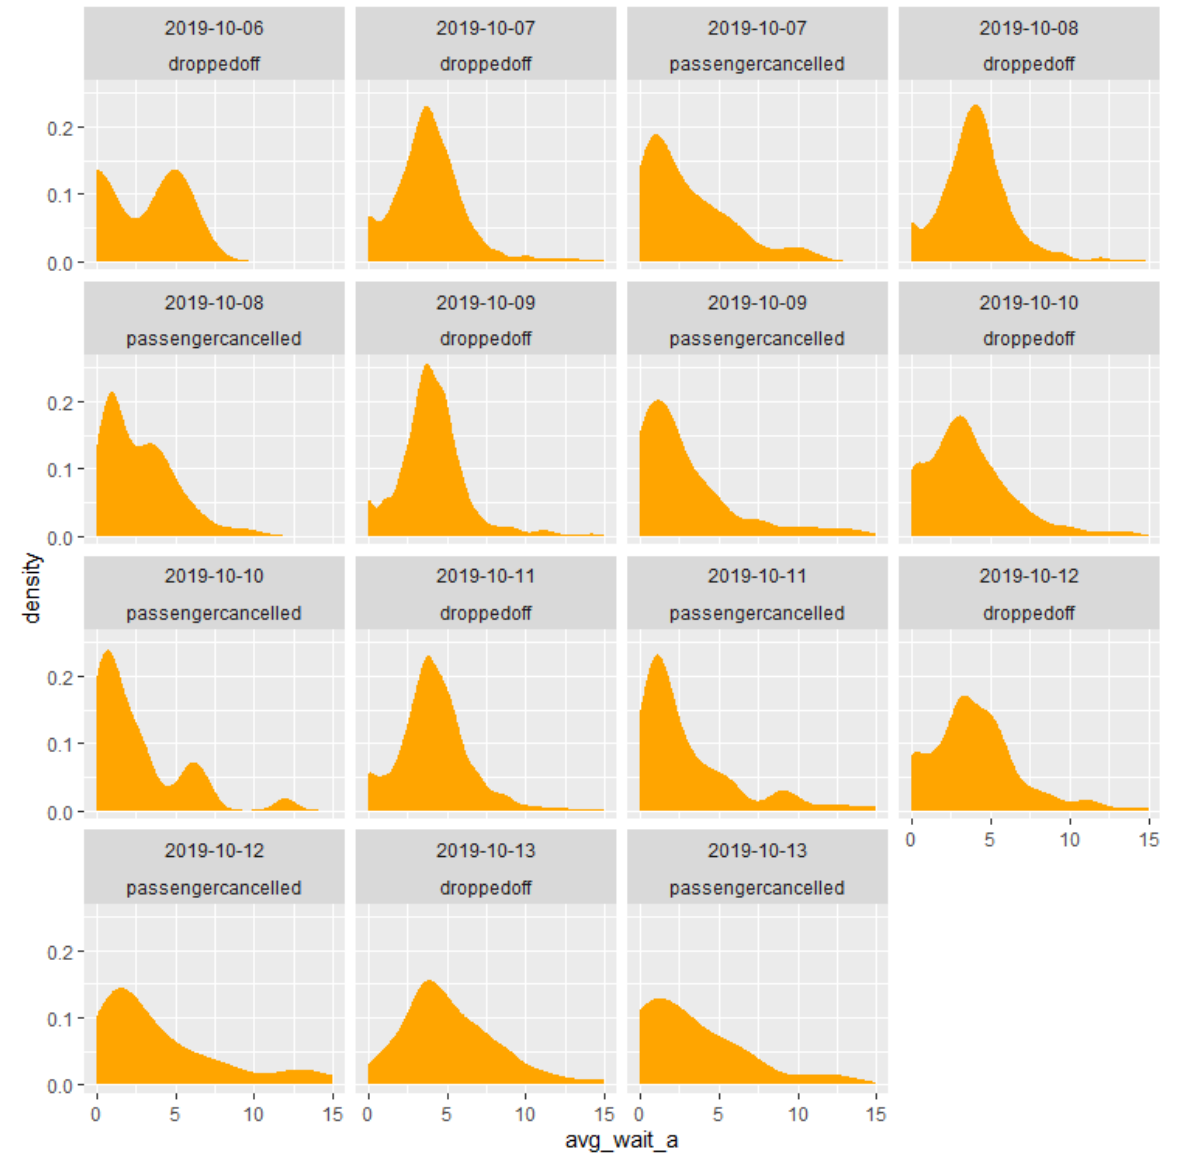 2019-10-06 2019-10-07 2019-10-07 2019-10-08
droppedoff droppedoff passengercancelled droppedoff
0.2
0.1
0.0
2019-10-08 2019-10-09 2019-10-09 2019-10-10
passengercancelled droppedoff passengercancelled droppedoff
0.2
0.1
0.0
density
2019-10-10 2019-10-11 2019-10-11 2019-10-12
passengercancelled droppedoff passengercancelled droppedoff
0.2
0.1
0.0
0 5 10 15
2019-10-12 2019-10-13 2019-10-13
passengercancelled droppedoff passengercancelled
0.2
0.1
0.0
0 5 10 15 0 5 10 15 0 5 10 15
avg_wait_a